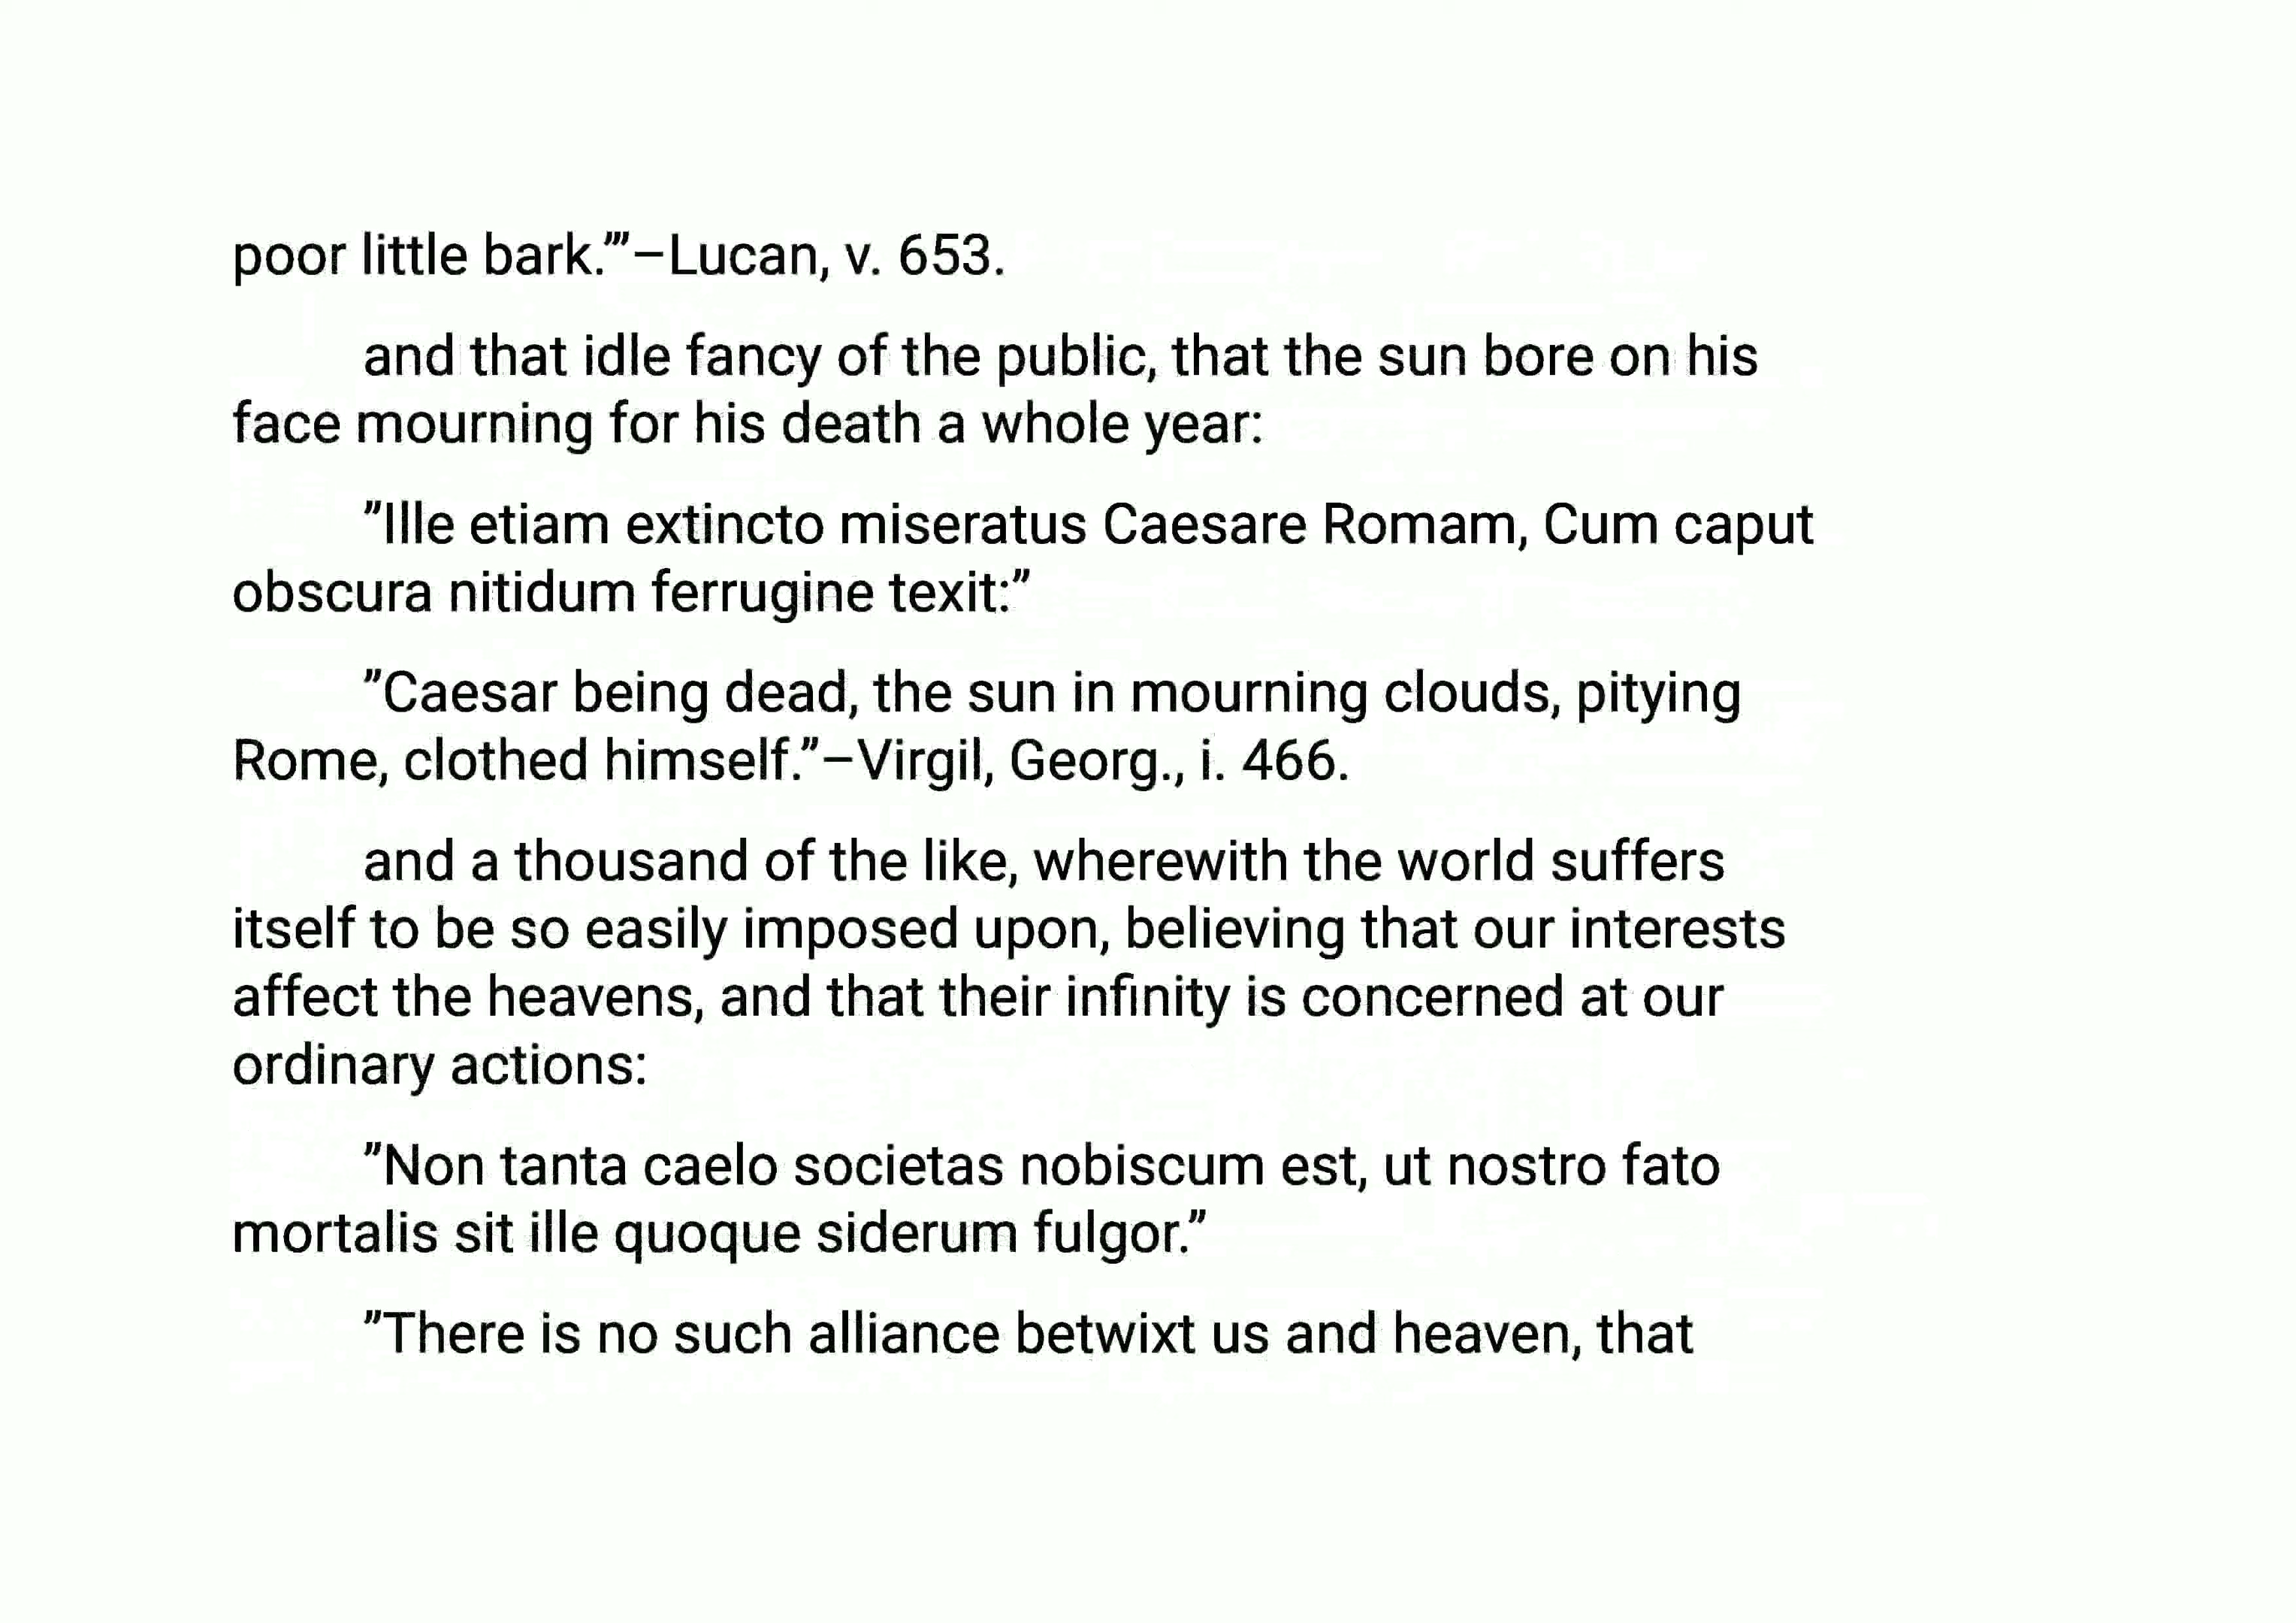 poor little bark.’”–Lucan, v. 653.
and that idle fancy of the public, that the sun bore on his
face mourning for his death a whole year:
”Ille etiam extincto miseratus Caesare Romam, Cum caput
obscura nitidum ferrugine texit:”
”Caesar being dead, the sun in mourning clouds, pitying
Rome, clothed himself.”–Virgil, Georg., i. 466.
and a thousand of the like, wherewith the world suffers
itself to be so easily imposed upon, believing that our interests
affect the heavens, and that their infinity is concerned at our
ordinary actions:
”Non tanta caelo societas nobiscum est, ut nostro fato
mortalis sit ille quoque siderum fulgor.”
”There is no such alliance betwixt us and heaven, that